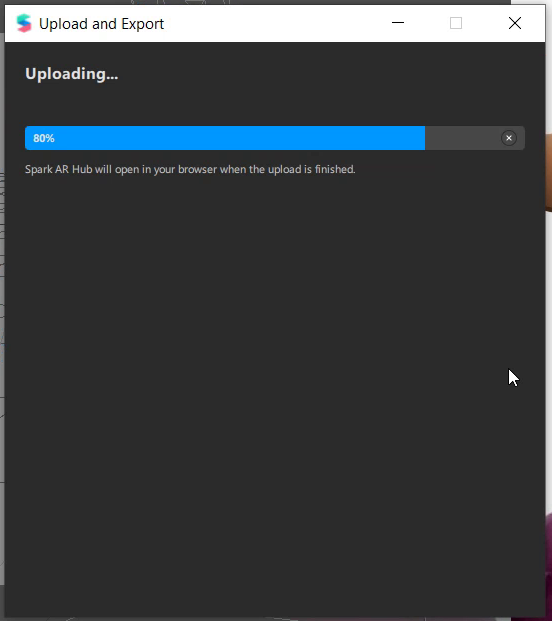 Upload and Export
Uploading...
80%
Spark AR Hub will open in your browser when the upload is finished.